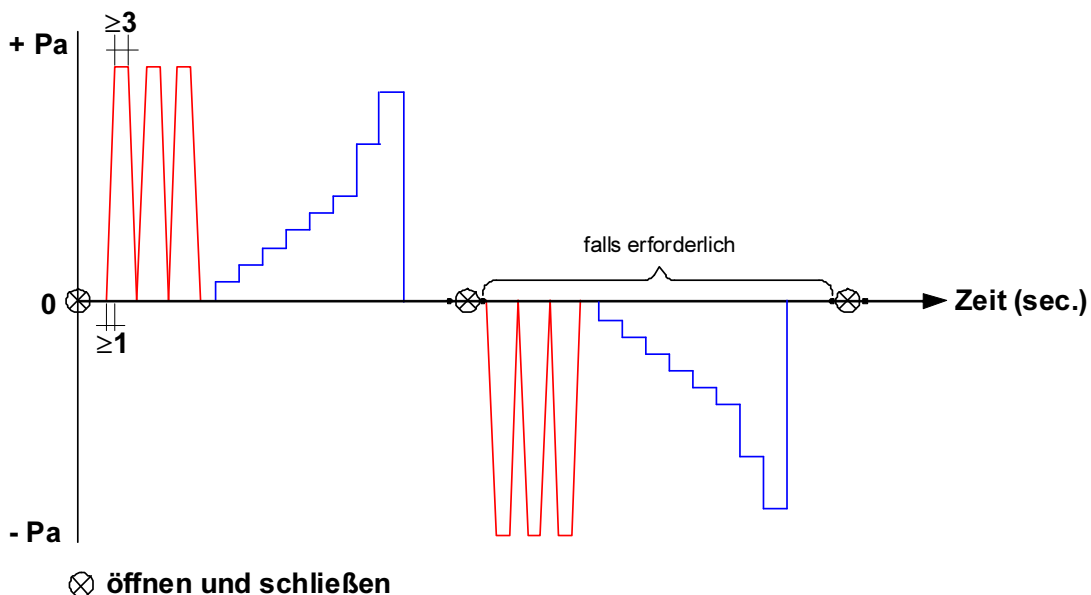 ≥3
+ Pa
falls erforderlich
0
Zeit (sec.)
≥1
- Pa
öffnen und schließen